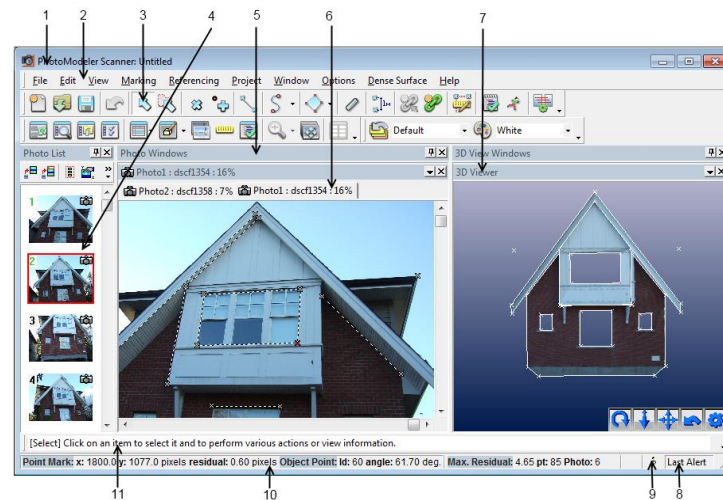 1 2 3 4 5 6 7
PhotoModeler Scanner: Untitled
File Edit View Marking Referencing Project Window Options Dense Surface Help
Default White
Photo List Photo Windows 3D View Windows
Photo1 : dscf1354 : 16% 3D Viewer
Photo2 : dscf1358 : 7% Photo1 : dscf1354 : 16%
1
2
3
4
[Select] Click on an item to select it and to perform various actions or view information.
Point Mark: x: 1800.0 y: 1077.0 pixels residual: 0.60 pixels Object Point: Id: 60 angle: 61.70 deg. Max. Residual: 4.65 pt: 85 Photo: 6 Last Alert
11 10 9 8